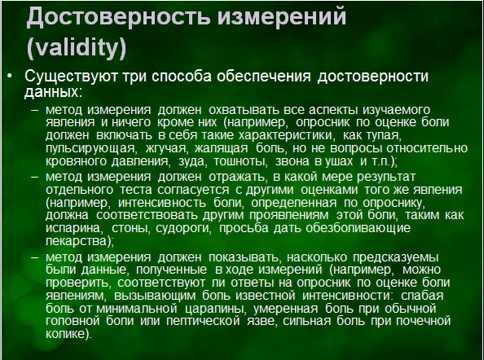 Достоверность измерений
(validity)
• Существуют три способа обеспечения достоверности
данных:
– метод измерения должен охватывать все аспекты изучаемого
явления и ничего кроме них (например, опросник по оценке боли
должен включать в себя такие характеристики, как тупая,
пульсирующая, жгучая, жалящая боль, но не вопросы относительно
кровяного давления, зуда, тошноты, звона в ушах и т.п.);
– метод измерения должен отражать, в какой мере результат
отдельного теста согласуется с другими оценками того же явления
(например, интенсивность боли, определенная по опроснику,
должна соответствовать другим проявлениям этой боли, таким как
испарина, стоны, судороги, просьба дать обезболивающие
лекарства);
– метод измерения должен показывать, насколько предсказуемы
были данные, полученные в ходе измерений (например, можно
проверить, соответствуют ли ответы на опросник по оценке боли
явлениям, вызывающим боль известной интенсивности: слабая
боль от минимальной царапины, умеренная боль при обычной
головной боли или пептической язве, сильная боль при почечной
колике).